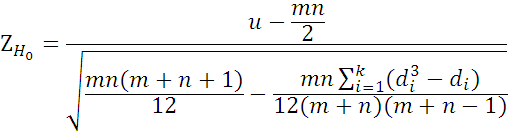 Z_{H_0} = \frac{u - \frac{mn}{2}}{\sqrt{\frac{mn(m + n + 1)}{12} - \frac{mn \sum_{i=1}^{k} (d_i^3 - d_i)}{12(m + n)(m + n - 1)}}}